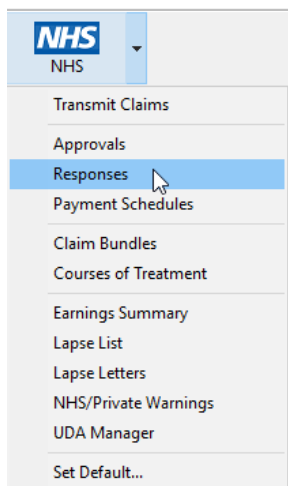 NHS
NHS
Transmit Claims
Approvals
Responses
Payment Schedules
Claim Bundles
Courses of Treatment
Earnings Summary
Lapse List
Lapse Letters
NHS/Private Warnings
UDA Manager
Set Default...